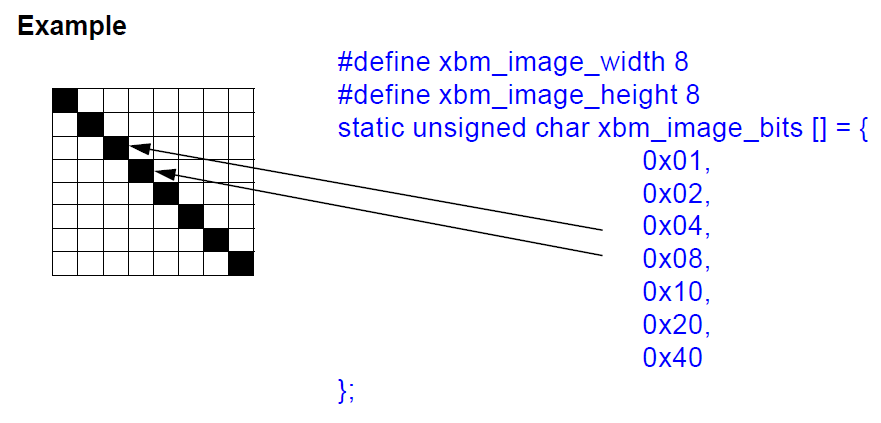 Example
#define xbm_image_width 8
#define xbm_image_height 8
static unsigned char xbm_image_bits [] = {
0x01,
0x02,
0x04,
0x08,
0x10,
0x20,
0x40
};